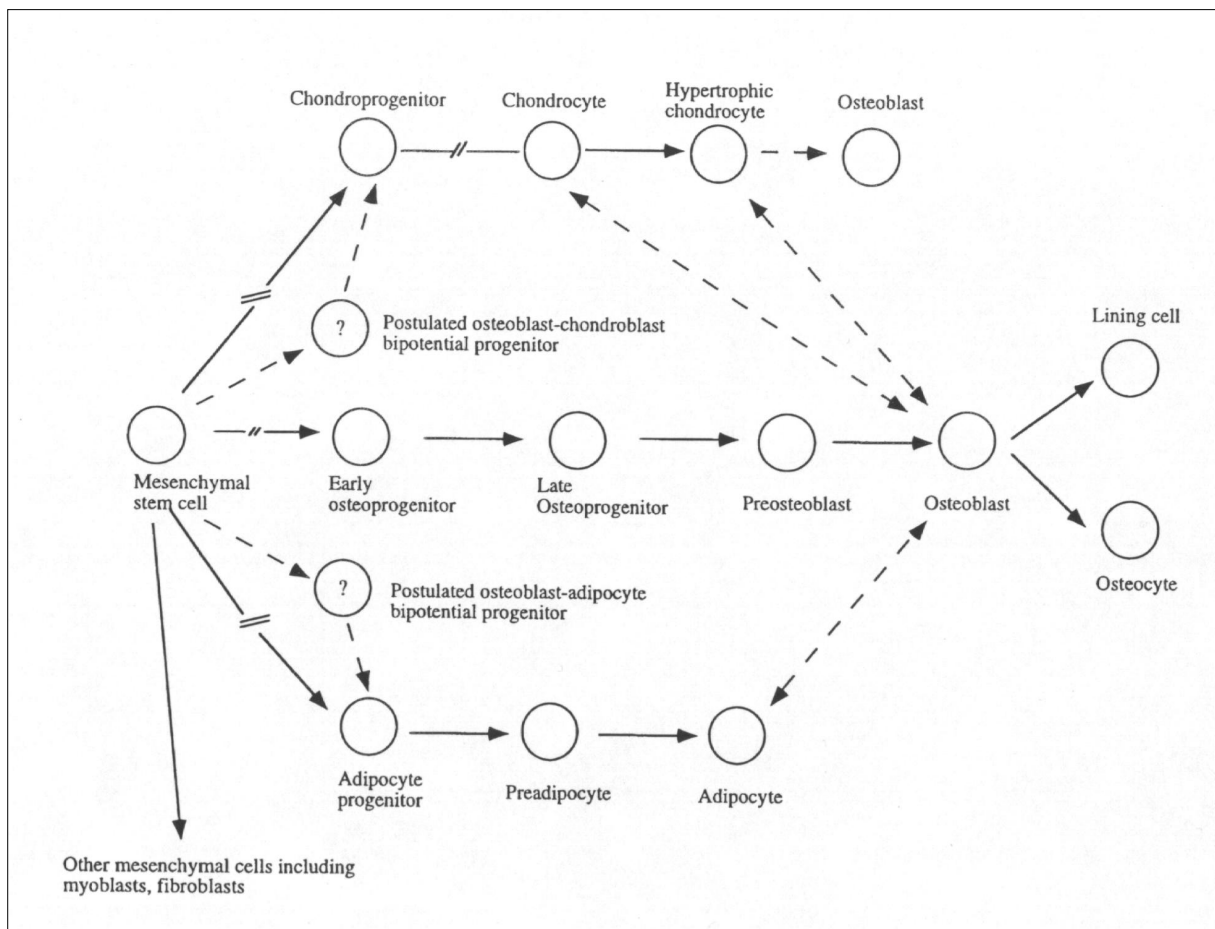 Chondroprogenitor
Chondrocyte
Hypertrophic
chondrocyte
Osteoblast
?
Postulated osteoblast-chondroblast
bipotential progenitor
Lining cell
Mesenchymal
stem cell
Early
osteoprogenitor
Late
Osteoprogenitor
Preosteoblast
Osteoblast
Osteocyte
?
Postulated osteoblast-adipocyte
bipotential progenitor
Adipocyte
progenitor
Preadipocyte
Adipocyte
Other mesenchymal cells including
myoblasts, fibroblasts